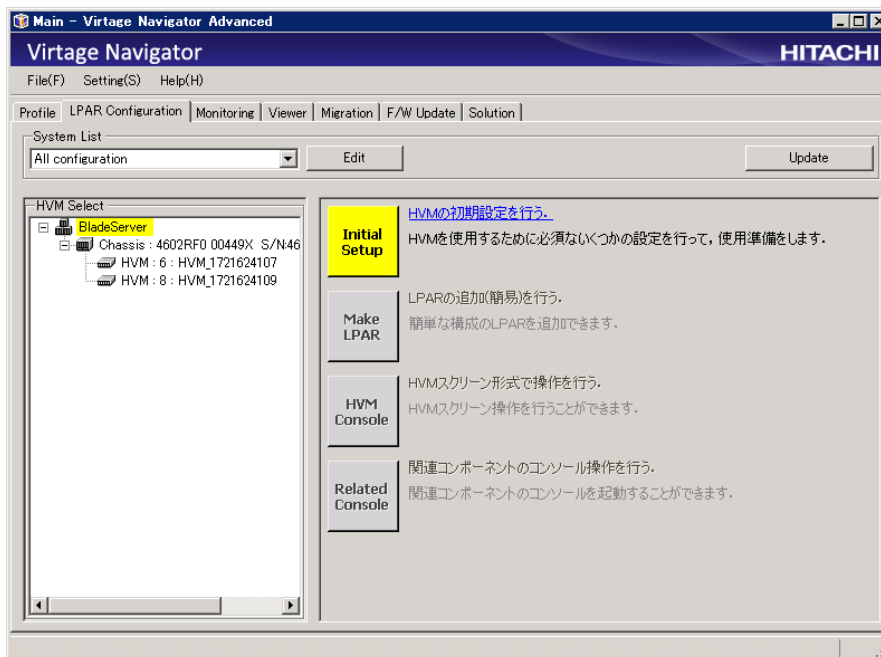 Main - Virtage Navigator Advanced
Virtage Navigator
HITACHI
File(F) Setting(S) Help(H)
Profile LPAR Configuration Monitoring Viewer Migration F/W Update Solution
System List
All configuration Edit Update
HVM Select
BladeServer
Chassis : 4602RF0 00449X S/N:46
HVM : 6 : HVM_1721624107
HVM : 8 : HVM_1721624109
Initial Setup
HVMの初期設定を行う.
HVMを使用するために必須ないくつかの設定を行って, 使用準備をします.
Make LPAR
LPARの追加(簡易)を行う.
簡単な構成のLPARを追加できます.
HVM Console
HVMスクリーン形式で操作を行う.
HVMスクリーン操作を行うことができます.
Related Console
関連コンポーネントのコンソール操作を行う.
関連コンポーネントのコンソールを起動することができます.